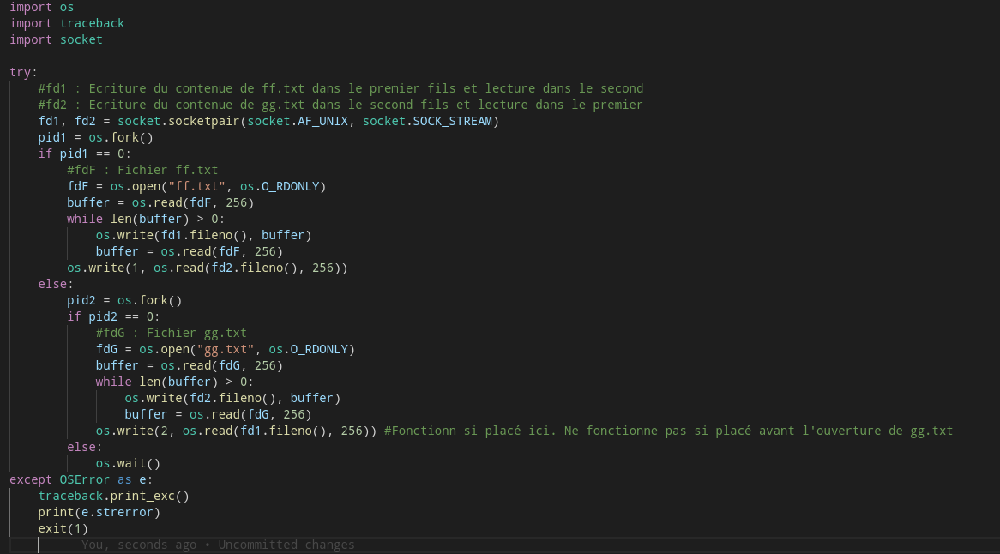 import os
import traceback
import socket

try:
    #fd1 : Ecriture du contenue de ff.txt dans le premier fils et lecture dans le second
    #fd2 : Ecriture du contenue de gg.txt dans le second fils et lecture dans le premier
    fd1, fd2 = socket.socketpair(socket.AF_UNIX, socket.SOCK_STREAM)
    pid1 = os.fork()
    if pid1 == 0:
        #fdF : Fichier ff.txt
        fdF = os.open("ff.txt", os.O_RDONLY)
        buffer = os.read(fdF, 256)
        while len(buffer) > 0:
            os.write(fd1.fileno(), buffer)
            buffer = os.read(fdF, 256)
        os.write(1, os.read(fd2.fileno(), 256))
    else:
        pid2 = os.fork()
        if pid2 == 0:
            #fdG : Fichier gg.txt
            fdG = os.open("gg.txt", os.O_RDONLY)
            buffer = os.read(fdG, 256)
            while len(buffer) > 0:
                os.write(fd2.fileno(), buffer)
                buffer = os.read(fdG, 256)
            os.write(2, os.read(fd1.fileno(), 256)) #Fonctionn si placé ici. Ne fonctionne pas si placé avant l'ouverture de gg.txt
        else:
            os.wait()
except OSError as e:
    traceback.print_exc()
    print(e.strerror)
    exit(1)
          You, seconds ago • Uncommitted changes